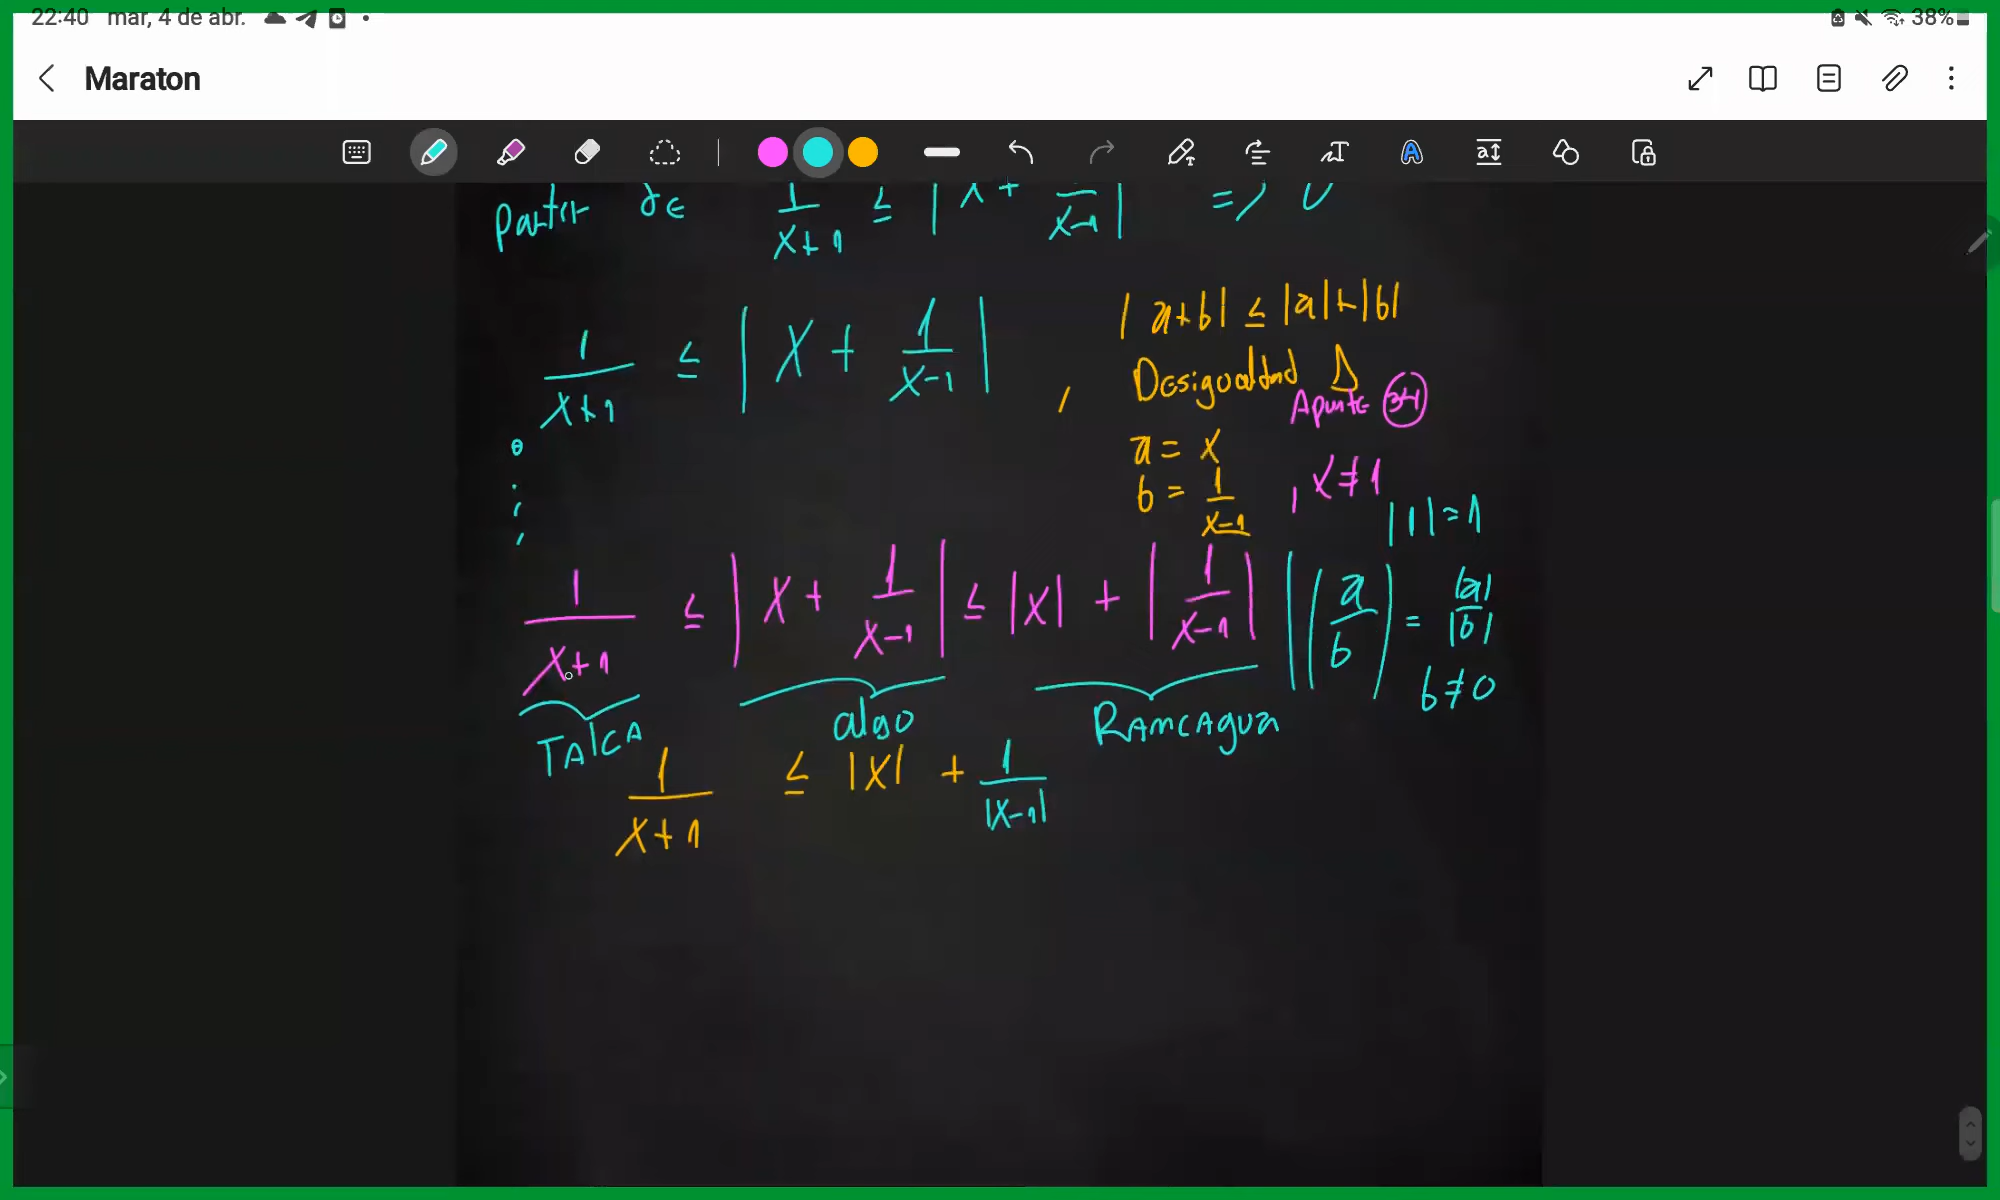 22:40 mar, 4 de abr. 38%
Maraton
Partir de 1/(x+1) ≤ |x + 1/(x-1)| =>
1/(x+1) ≤ |x + 1/(x-1)| , |a+b| ≤ |a|+|b|
Desigualdad Δ
Apunte 34
a = x
b = 1/(x-1) , x≠1
|1|=1
1/(x+1) ≤ |x + 1/(x-1)| ≤ |x| + |1/(x-1)| || |a/b| = |a|/|b|
b≠0
TALCA algo RANCAGUA
1/(x+1) ≤ |x| + 1/|x-1|